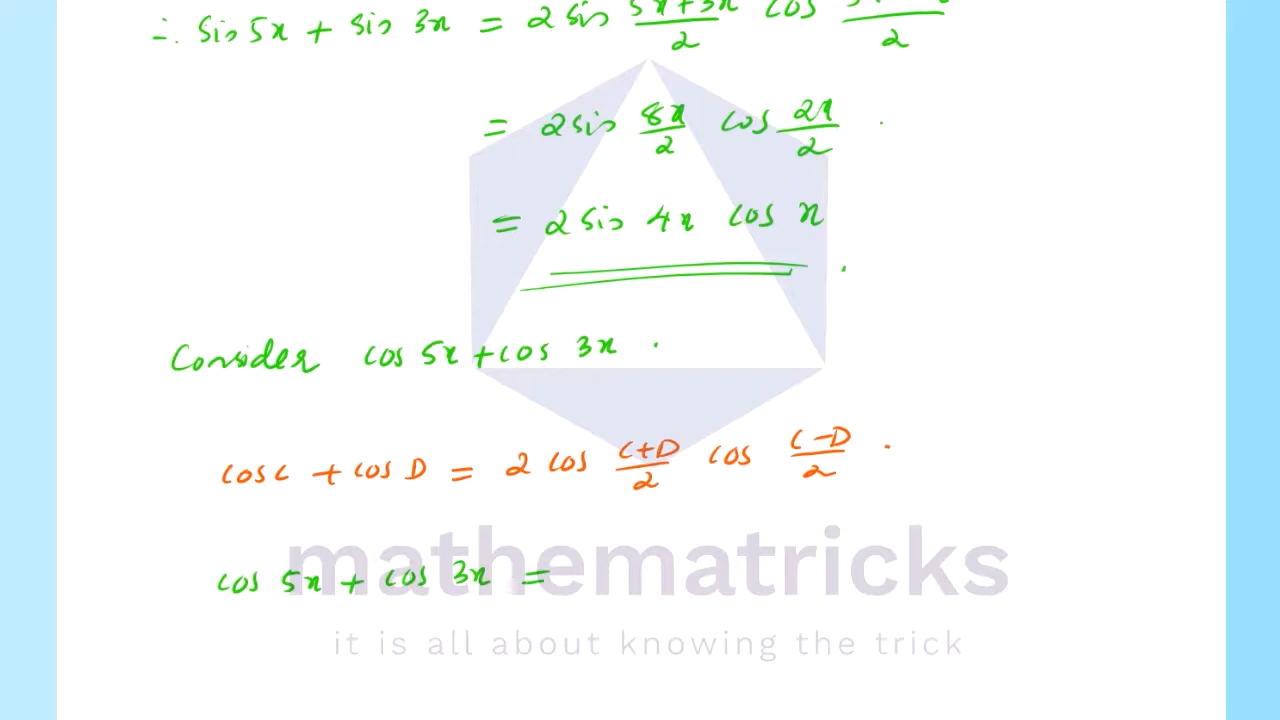 ∴ sin 5x + sin 3x = 2 sin (5x+3x)/2 cos /2
= 2 sin 8x/2 cos 2x/2 .
= 2 sin 4x cos x .
Consider cos 5x + cos 3x .
cos C + cos D = 2 cos (C+D)/2 cos (C-D)/2 .
cos 5x + cos 3x =
mathematricks
it is all about knowing the trick